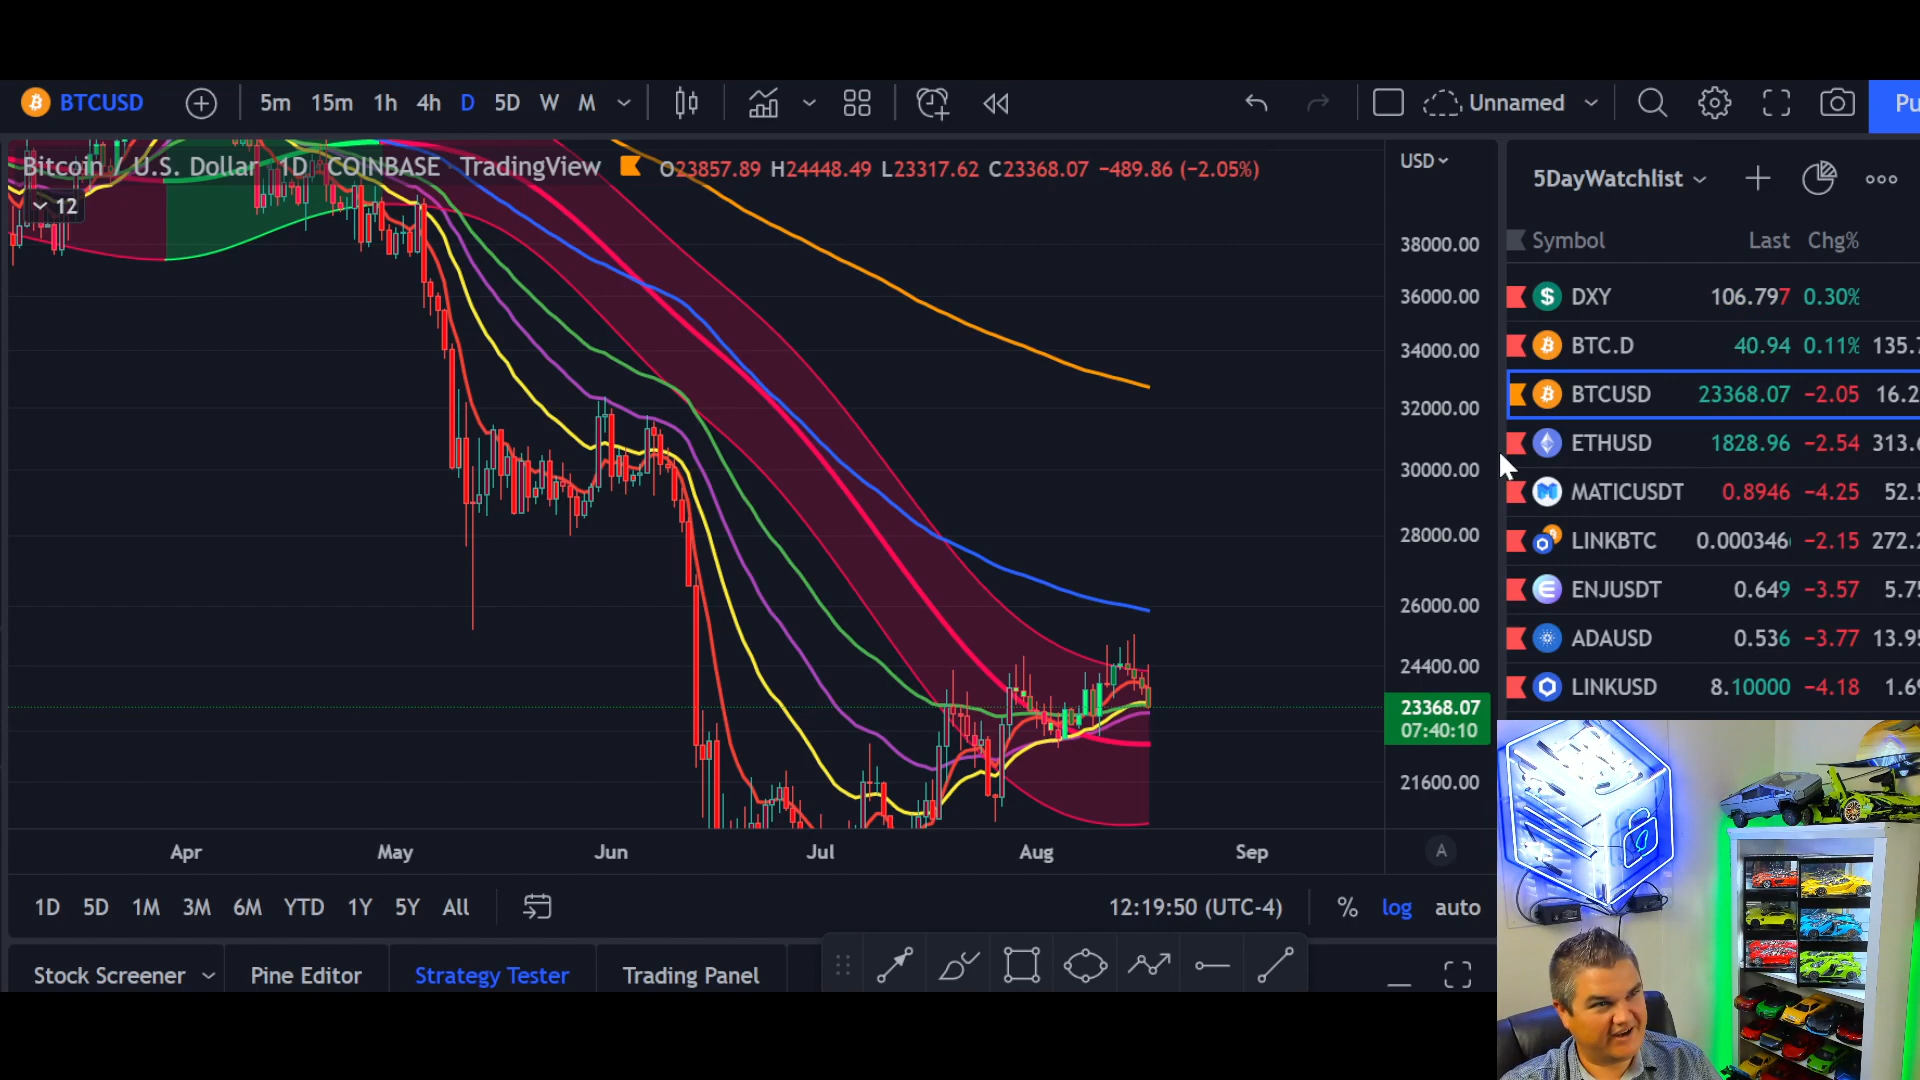 BTCUSD 5m 15m 1h 4h D 5D W M Unnamed Pu
Bitcoin / U.S. Dollar 1D COINBASE TradingView O23857.89 H24448.49 L23317.62 C23368.07 −489.86 (−2.05%)
12
USD
38000.00
36000.00
34000.00
32000.00
30000.00
28000.00
26000.00
24400.00
23368.07
07:40:10
21600.00
Apr May Jun Jul Aug Sep A
1D 5D 1M 3M 6M YTD 1Y 5Y All 12:19:50 (UTC-4) % log auto
Stock Screener Pine Editor Strategy Tester Trading Panel
5DayWatchlist
Symbol Last Chg%
DXY 106.797 0.30%
BTC.D 40.94 0.11% 135.7
BTCUSD 23368.07 −2.05 16.2
ETHUSD 1828.96 −2.54 313.6
MATICUSDT 0.8946 −4.25 52.5
LINKBTC 0.000346 −2.15 272.2
ENJUSDT 0.649 −3.57 5.75
ADAUSD 0.536 −3.77 13.95
LINKUSD 8.10000 −4.18 1.6